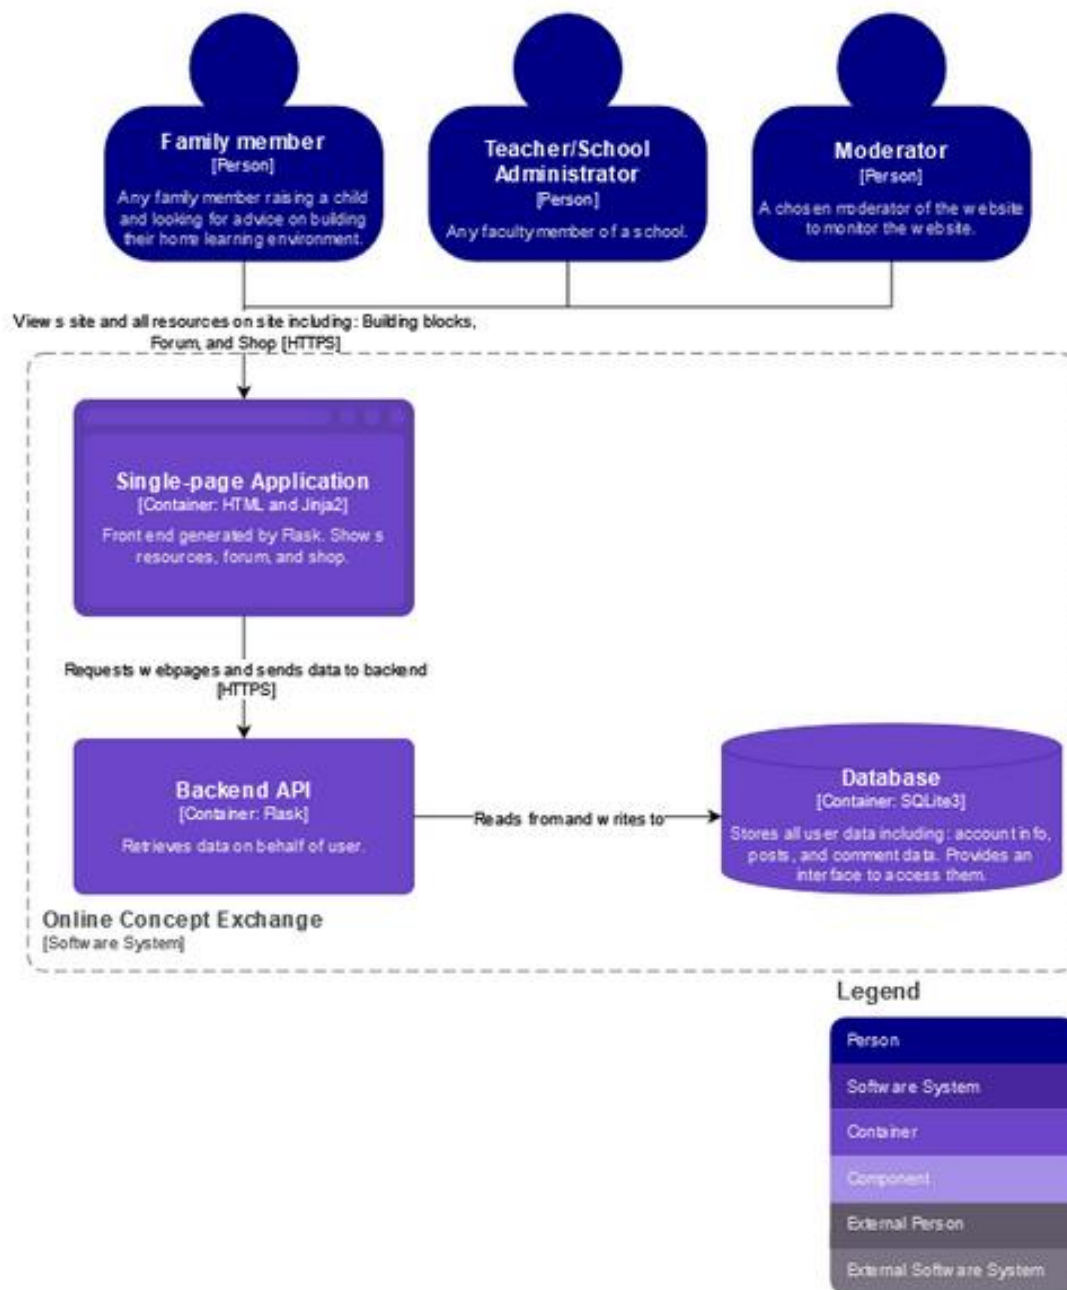 Family member
[Person]
Any family member raising a child
and looking for advice on building
their home learning environment.
Teacher/School
Administrator
[Person]
Any faculty member of a school.
Moderator
[Person]
A chosen moderator of the website
to monitor the website.
Views site and all resources on site including: Building blocks,
Forum, and Shop [HTTPS]
Single-page Application
[Container: HTML and Jinja2]
Front end generated by Flask. Shows
resources, forum, and shop.
Requests webpages and sends data to backend
[HTTPS]
Backend API
[Container: Flask]
Retrieves data on behalf of user.
Reads from and writes to
Database
[Container: SQLite3]
Stores all user data including: account info,
posts, and comment data. Provides an
interface to access them.
Online Concept Exchange
[Software System]
Legend
Person
Software System
Container
Component
External Person
External Software System